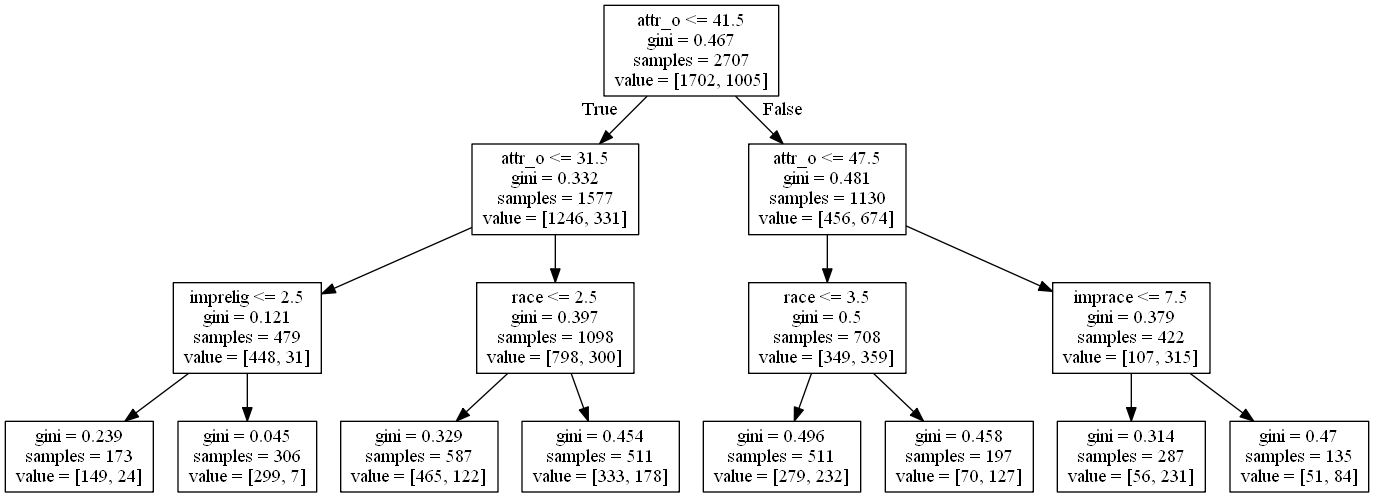 attr_o <= 41.5
gini = 0.467
samples = 2707
value = [1702, 1005]
True
False
attr_o <= 31.5
gini = 0.332
samples = 1577
value = [1246, 331]
attr_o <= 47.5
gini = 0.481
samples = 1130
value = [456, 674]
imprelig <= 2.5
gini = 0.121
samples = 479
value = [448, 31]
race <= 2.5
gini = 0.397
samples = 1098
value = [798, 300]
race <= 3.5
gini = 0.5
samples = 708
value = [349, 359]
imprace <= 7.5
gini = 0.379
samples = 422
value = [107, 315]
gini = 0.239
samples = 173
value = [149, 24]
gini = 0.045
samples = 306
value = [299, 7]
gini = 0.329
samples = 587
value = [465, 122]
gini = 0.454
samples = 511
value = [333, 178]
gini = 0.496
samples = 511
value = [279, 232]
gini = 0.458
samples = 197
value = [70, 127]
gini = 0.314
samples = 287
value = [56, 231]
gini = 0.47
samples = 135
value = [51, 84]